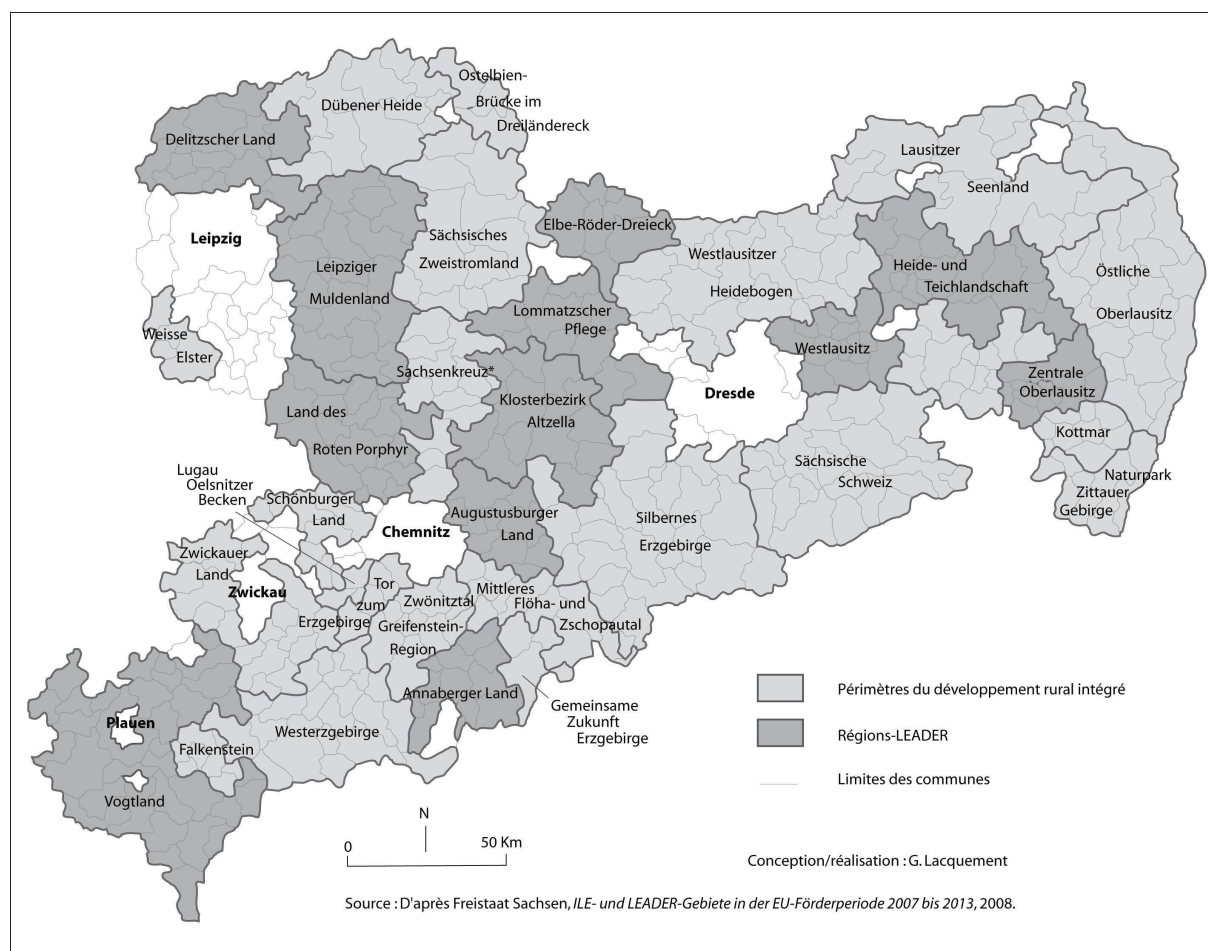 Ostelbien-
Brücke im
Dreiländereck
Dübener Heide
Delitzscher Land
Lausitzer
Seenland
Leipzig
Sächsisches
Zweistromland
Elbe-Röder-Dreieck
Westlausitzer
Heidebogen
Heide- und
Teichlandschaft
Östliche
Oberlausitz
Leipziger
Muldenland
Lommatzscher
Pflege
Weisse
Elster
Westlausitz
Sachsenkreuz*
Zentrale
Oberlausitz
Klosterbezirk
Altzella
Dresde
Land des
Roten Porphyr
Kottmar
Sächsische
Schweiz
Naturpark
Zittauer
Gebirge
Lugau
Oelsnitzer
Becken
Schönburger
Land
Chemnitz
Augustusburger
Land
Silbernes
Erzgebirge
Zwickauer
Land
Zwickau
Tor
zum
Erzgebirge
Zwönitztal
Greifenstein-
Region
Mittleres
Flöha- und
Zschopautal
Annaberger Land
Gemeinsame
Zukunft
Erzgebirge
Plauen
Falkenstein
Westerzgebirge
Vogtland
Périmètres du développement rural intégré
Régions-LEADER
Limites des communes
N
0
50 Km
Conception/réalisation : G. Lacquement
Source : D'après Freistaat Sachsen, ILE- und LEADER-Gebiete in der EU-Förderperiode 2007 bis 2013, 2008.